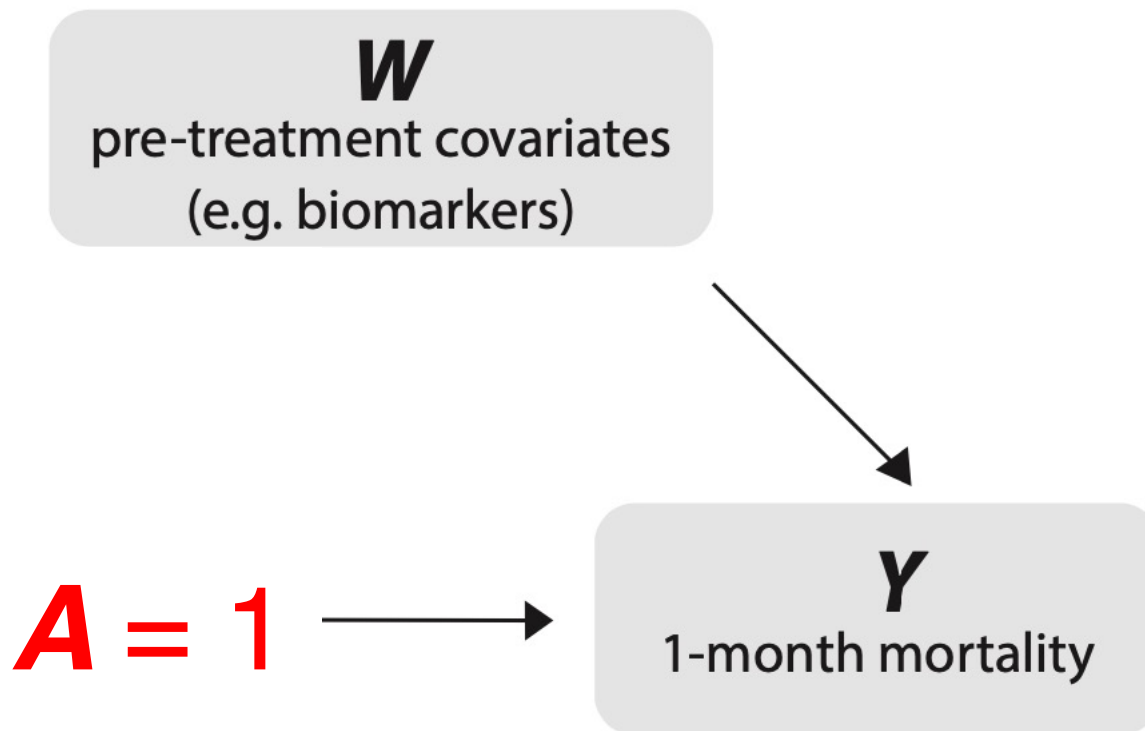 W
pre-treatment covariates
(e.g. biomarkers)
A = 1
Y
1-month mortality